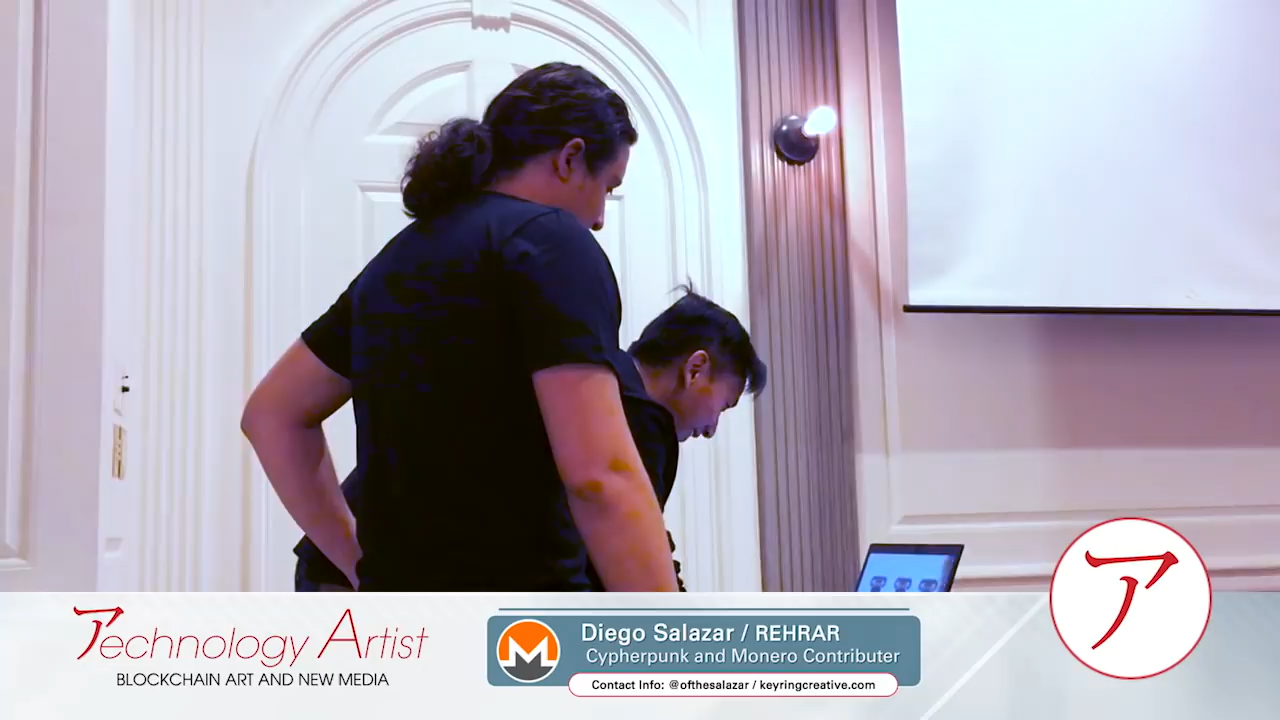 Technology Artist
BLOCKCHAIN ART AND NEW MEDIA
Diego Salazar / REHRAR
Cypherpunk and Monero Contributer
Contact Info: @ofthesalazar / keyringcreative.com
ア